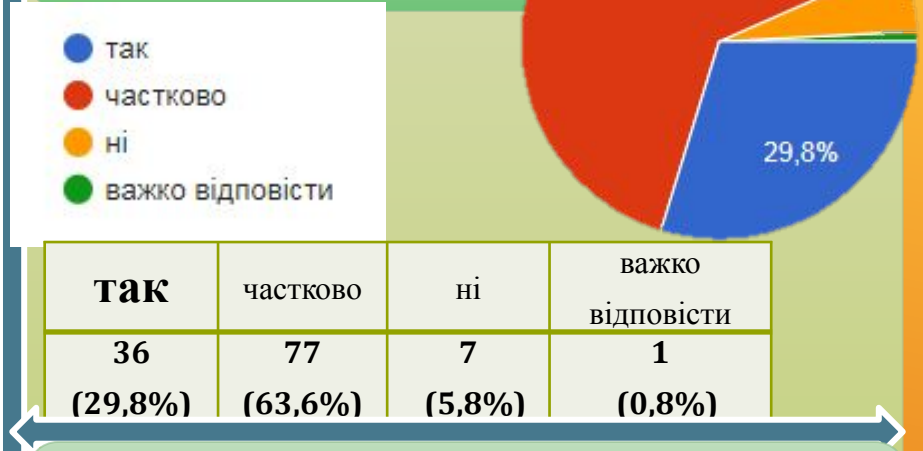 так
частково
ні
важко відповісти
29,8%
так частково ні важко відповісти
36 77 7 1
(29,8%) (63,6%) (5,8%) (0,8%)